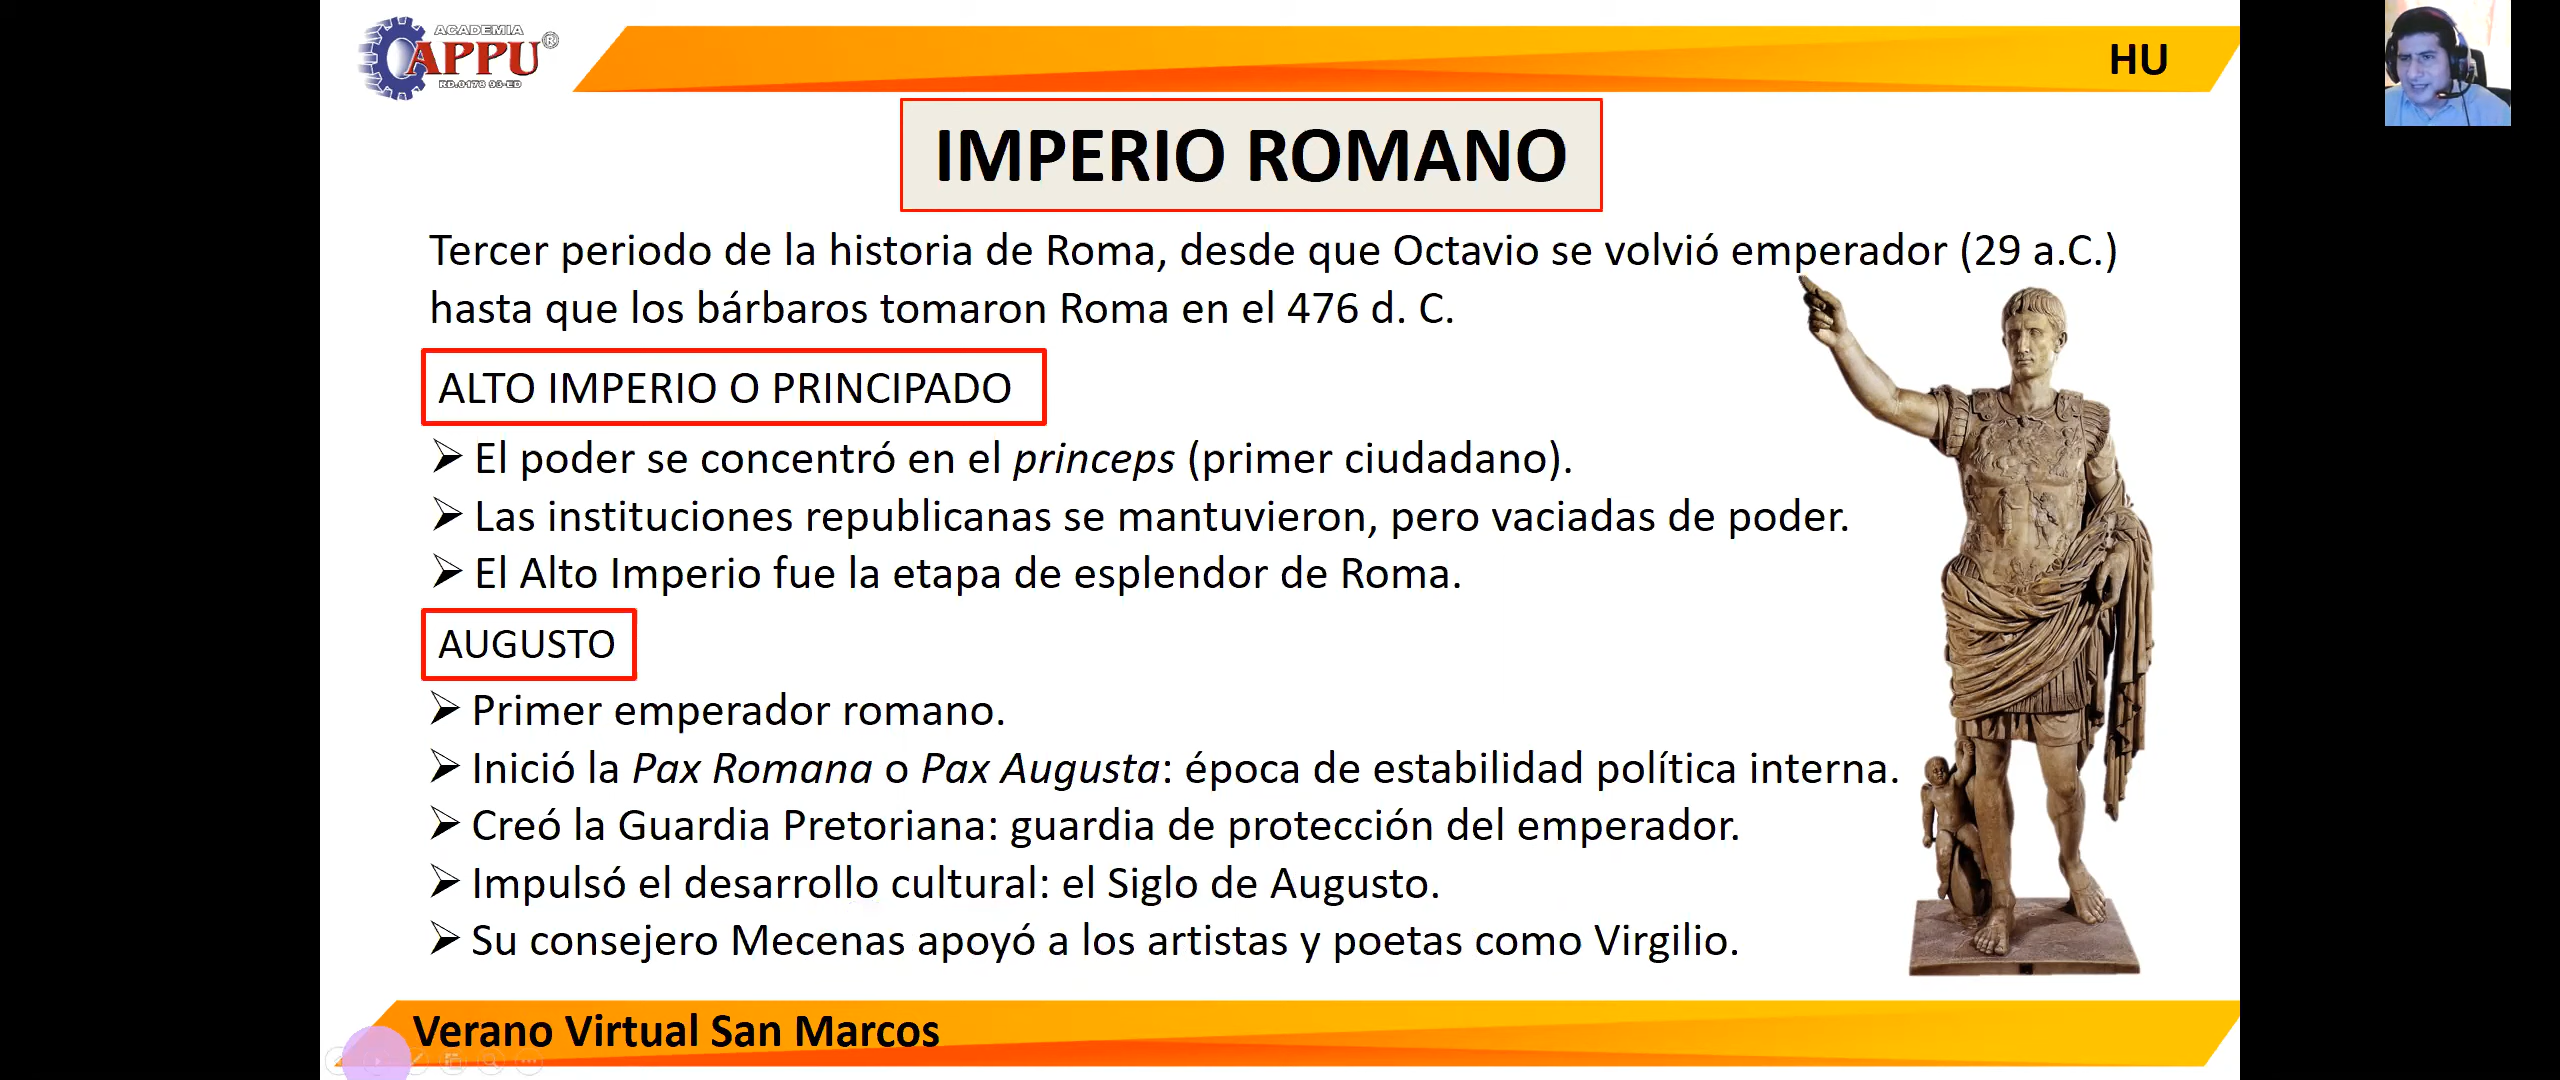 ACADEMIA
APPU®
RD.0178 93-ED
HU
IMPERIO ROMANO
Tercer periodo de la historia de Roma, desde que Octavio se volvió emperador (29 a.C.)
hasta que los bárbaros tomaron Roma en el 476 d. C.
ALTO IMPERIO O PRINCIPADO
➢ El poder se concentró en el princeps (primer ciudadano).
➢ Las instituciones republicanas se mantuvieron, pero vaciadas de poder.
➢ El Alto Imperio fue la etapa de esplendor de Roma.
AUGUSTO
➢ Primer emperador romano.
➢ Inició la Pax Romana o Pax Augusta: época de estabilidad política interna.
➢ Creó la Guardia Pretoriana: guardia de protección del emperador.
➢ Impulsó el desarrollo cultural: el Siglo de Augusto.
➢ Su consejero Mecenas apoyó a los artistas y poetas como Virgilio.
Verano Virtual San Marcos